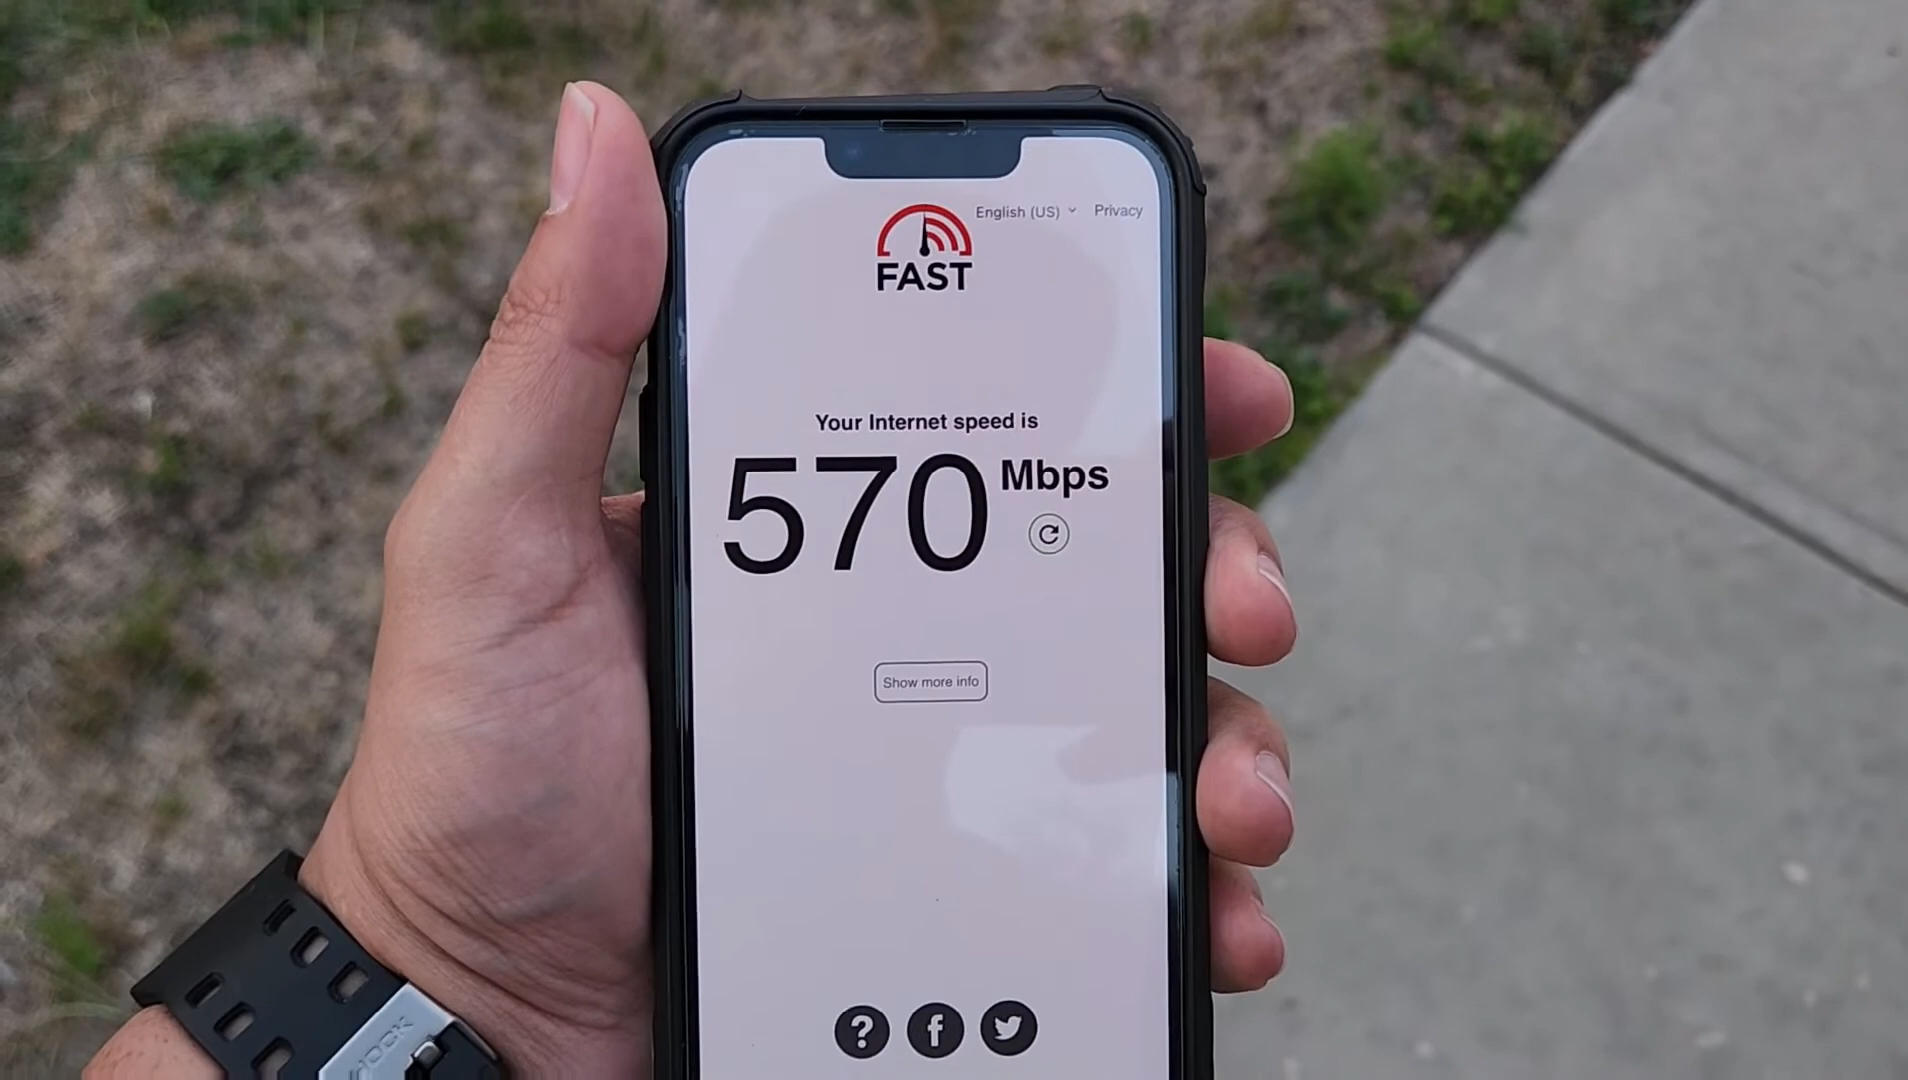 English (US) Privacy
FAST
Your Internet speed is
570 Mbps
Show more info
?
f